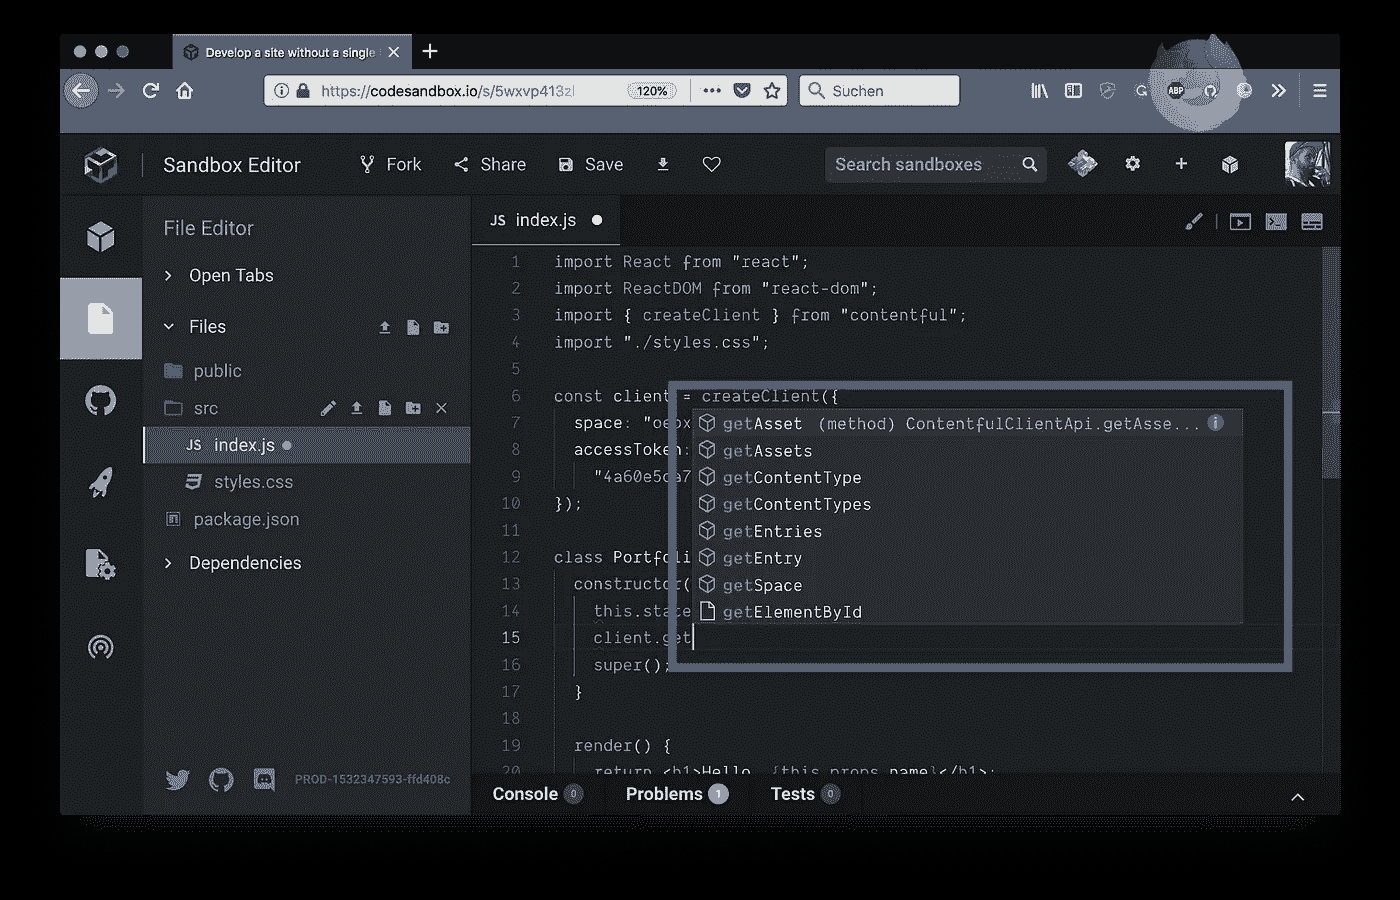 Develop a site without a single
https://codesandbox.io/s/5wxvp413z
120%
Suchen
ABP
Sandbox Editor
Fork
Share
Save
Search sandboxes
File Editor
Open Tabs
Files
public
src
JS index.js
styles.css
package.json
Dependencies
PROD-1532347593-ffd408c
JS index.js
1 import React from "react";
2 import ReactDOM from "react-dom";
3 import { createClient } from "contentful";
4 import "./styles.css";
5
6 const client = createClient({
7 space:
8 accessToken:
9
10 });
11
12 class
13 constructor(
14 this.state
15 client.get
16 super();
17 }
18
19 render() {
20 return <h1>Hello, {this.props.name}</h1>;
getAsset (method) ContentfulClientApi.getAsse...
getAssets
getContentType
getContentTypes
getEntries
getEntry
getSpace
getElementById
Console 0
Problems 1
Tests 0